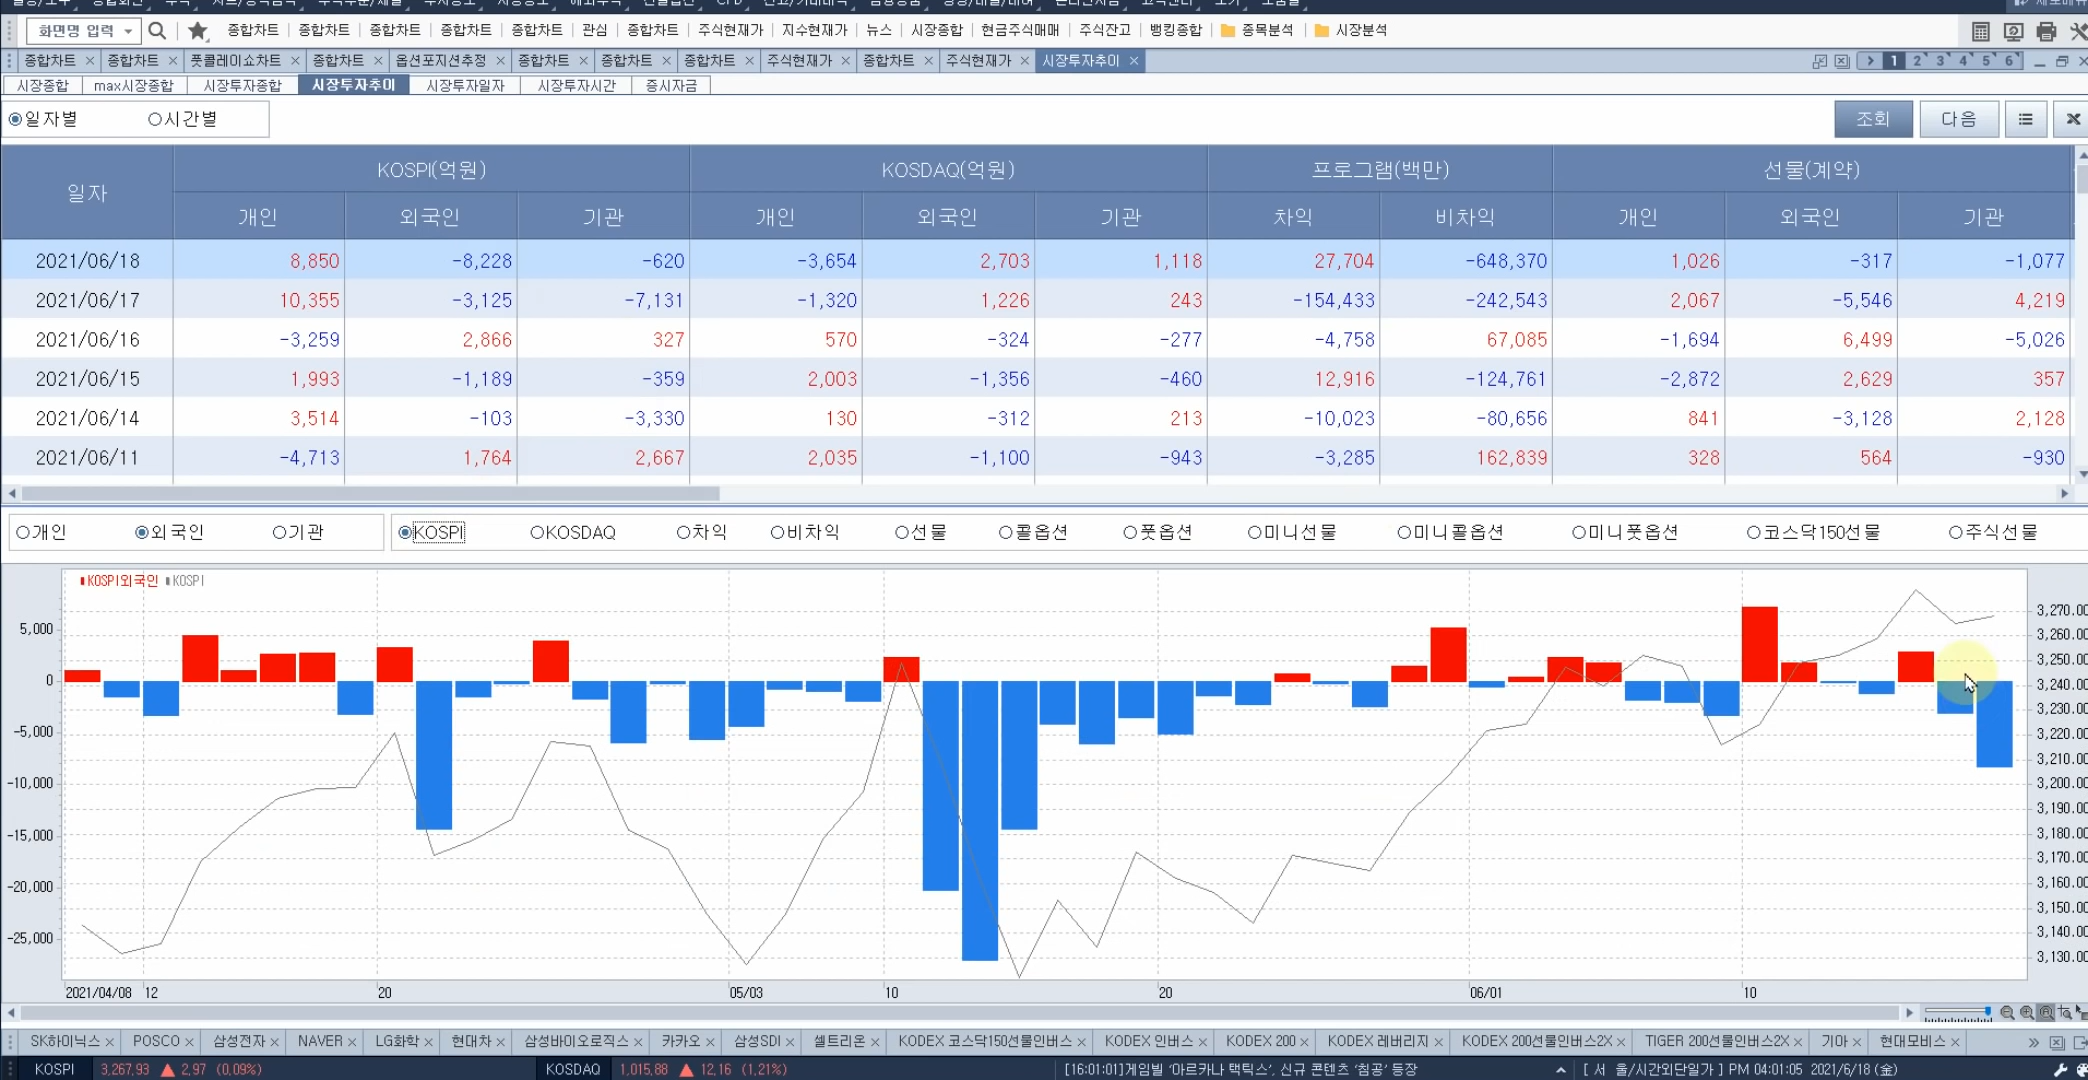 화면명 입력 종합차트 종합차트 종합차트 종합차트 종합차트 관심 종합차트 주식현재가 지수현재가 뉴스 시장종합 현금주식매매 주식잔고 뱅킹종합 종목분석 시장분석
종합차트 × 종합차트 × 풋콜레이쇼차트 × 종합차트 × 옵션포지션추정 × 종합차트 × 종합차트 × 종합차트 × 주식현재가 × 종합차트 × 주식현재가 × 시장투자추이 × 1 2 3 4 5 6
시장종합 max시장종합 시장투자종합 시장투자추이 시장투자일자 시장투자시간 증시자금
일자별 시간별 조회 다음
일자 KOSPI(억원) KOSDAQ(억원) 프로그램(백만) 선물(계약)
개인 외국인 기관 개인 외국인 기관 차익 비차익 개인 외국인 기관
2021/06/18 8,850 -8,228 -620 -3,654 2,703 1,118 27,704 -648,370 1,026 -317 -1,077
2021/06/17 10,355 -3,125 -7,131 -1,320 1,226 243 -154,433 -242,543 2,067 -5,546 4,219
2021/06/16 -3,259 2,866 327 570 -324 -277 -4,758 67,085 -1,694 6,499 -5,026
2021/06/15 1,993 -1,189 -359 2,003 -1,356 -460 12,916 -124,761 -2,872 2,629 357
2021/06/14 3,514 -103 -3,330 130 -312 213 -10,023 -80,656 841 -3,128 2,128
2021/06/11 -4,713 1,764 2,667 2,035 -1,100 -943 -3,285 162,839 328 564 -930
개인 외국인 기관 KOSPI KOSDAQ 차익 비차익 선물 콜옵션 풋옵션 미니선물 미니콜옵션 미니풋옵션 코스닥150선물 주식선물
KOSPI외국인 KOSPI
5,000
0
-5,000
-10,000
-15,000
-20,000
-25,000
3,270.00
3,260.00
3,250.00
3,240.00
3,230.00
3,220.00
3,210.00
3,200.00
3,190.00
3,180.00
3,170.00
3,160.00
3,150.00
3,140.00
3,130.00
2021/04/08 12 20 05/03 10 20 06/01 10
SK하이닉스 × POSCO × 삼성전자 × NAVER × LG화학 × 현대차 × 삼성바이오로직스 × 카카오 × 삼성SDI × 셀트리온 × KODEX 코스닥150선물인버스 × KODEX 인버스 × KODEX 200 × KODEX 레버리지 × KODEX 200선물인버스2X × TIGER 200선물인버스2X × 기아 × 현대모비스 ×
KOSPI 3,267.93 ▲ 2.97 (0.09%) KOSDAQ 1,015.88 ▲ 12.16 (1.21%) [16:01:01]게임빌 '아르카나 택틱스', 신규 콘텐츠 '침공' 등장 [ 서 울/시간외단일가 ] PM 04:01:05 2021/6/18 (금)